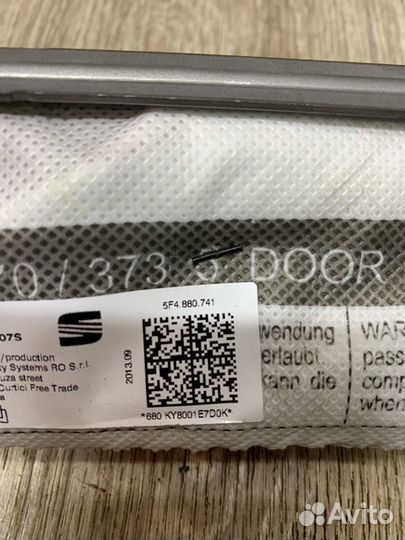 70 / 373 5 DOOR
5F4.880.741
07S
/production
sy Systems RO S.r.l.
uza street
Curtici Free Trade
a
2013.09
*680 KY8001E7D0K*
wendung
erlaubt.
kann die
WAR
pass
comp
when
Avito